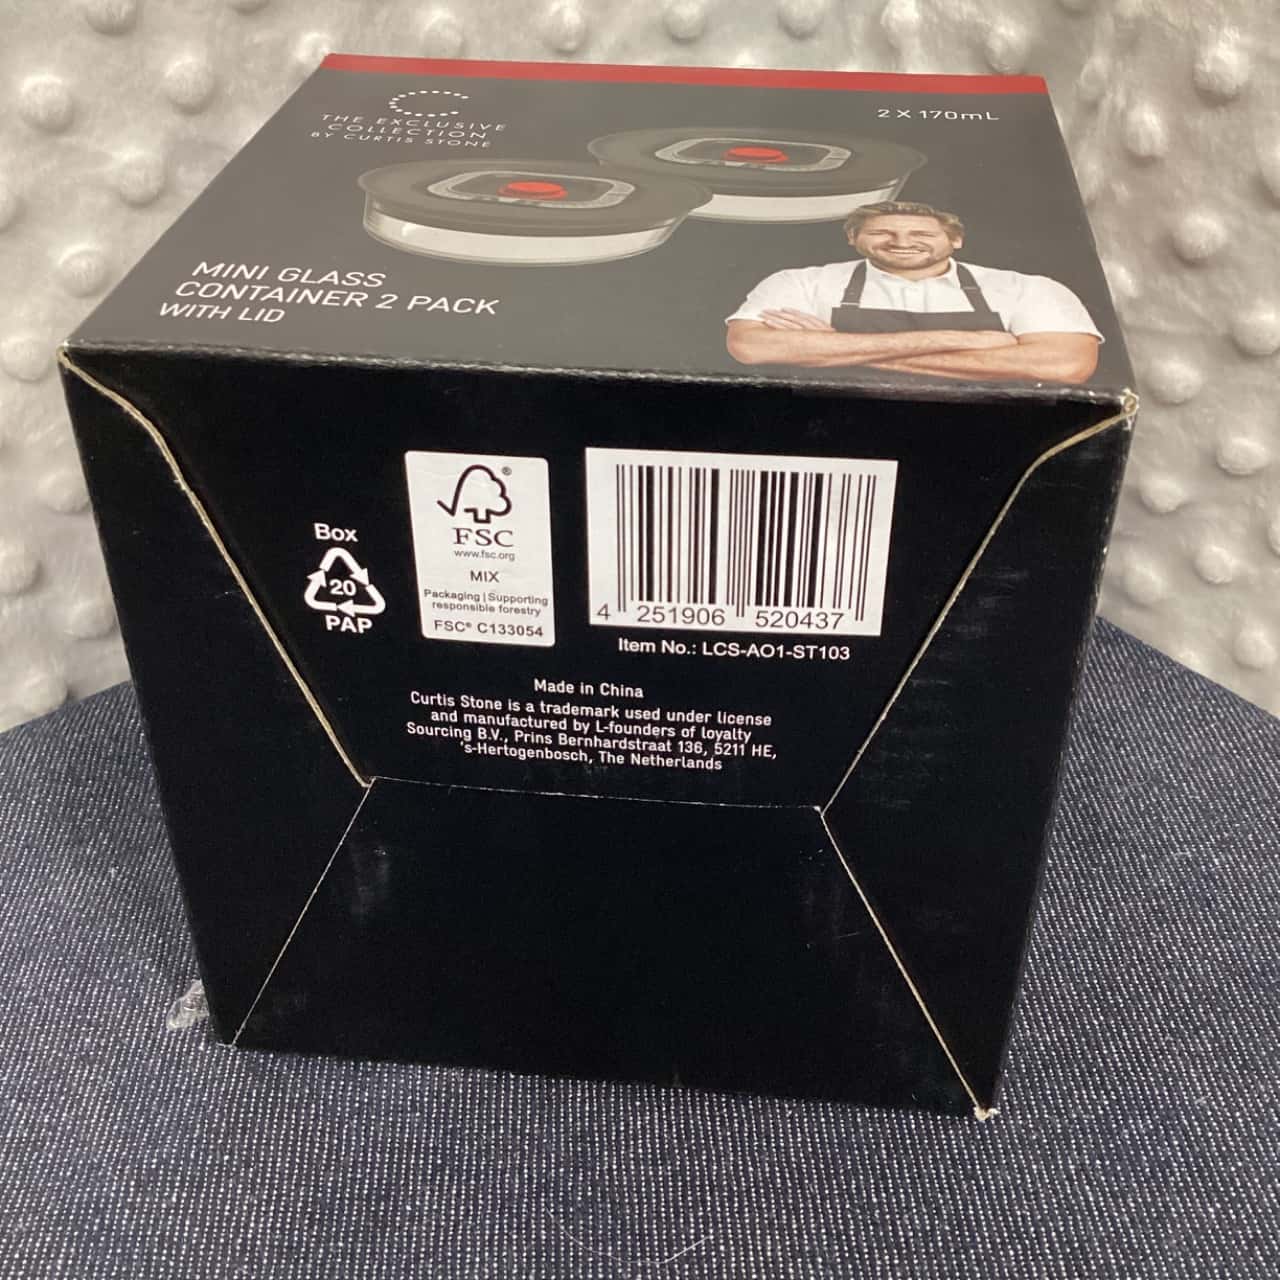 THE EXCLUSIVE
COLLECTION
BY CURTIS STONE
2 X 170mL
MINI GLASS
CONTAINER 2 PACK
WITH LID
Box
20
PAP
®
FSC
www.fsc.org
MIX
Packaging | Supporting
responsible forestry
FSC® C133054
4 251906 520437
Item No.: LCS-AO1-ST103
Made in China
Curtis Stone is a trademark used under license
and manufactured by L-founders of loyalty
Sourcing B.V., Prins Bernhardstraat 136, 5211 HE,
's-Hertogenbosch, The Netherlands